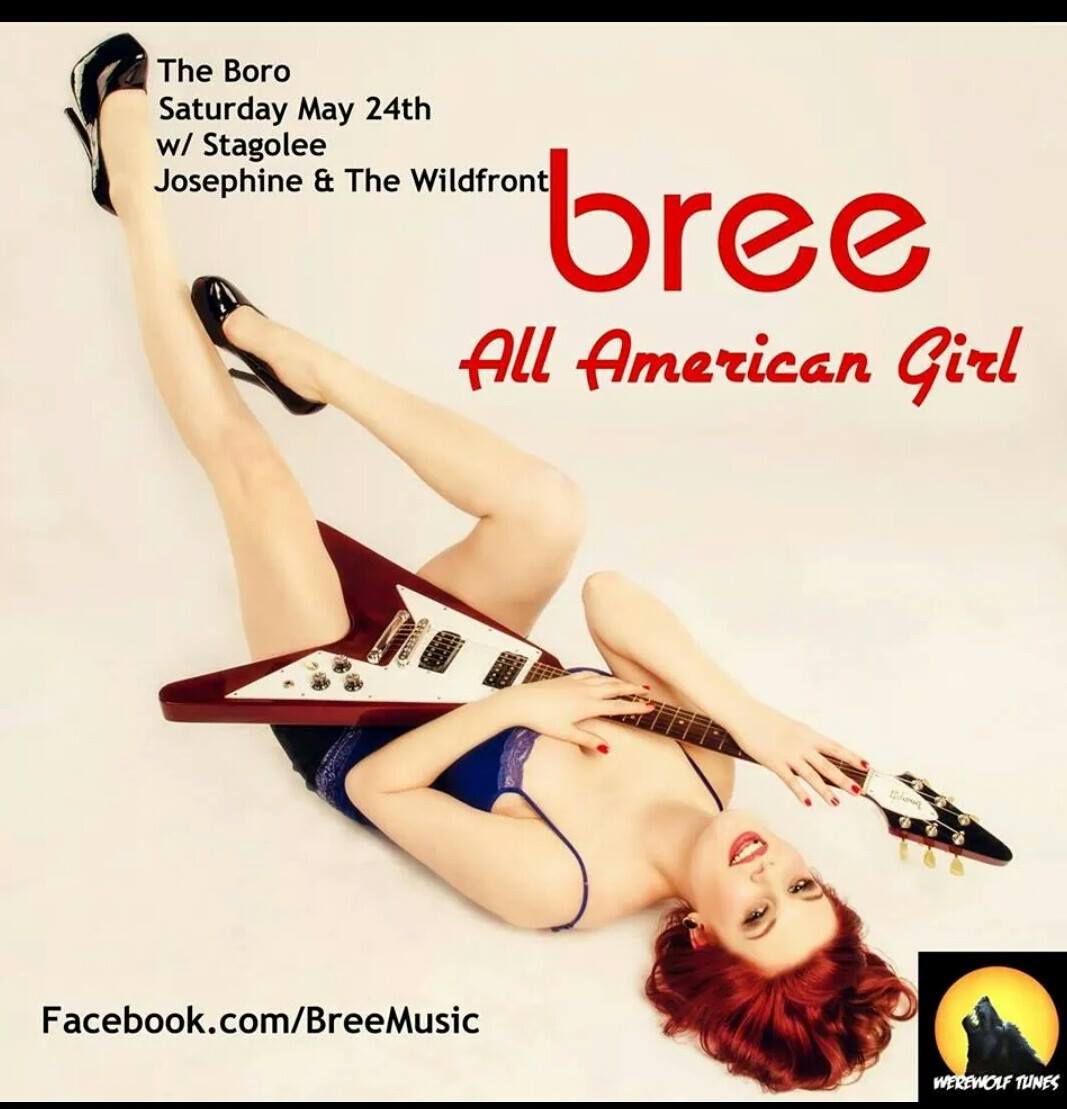 The Boro
Saturday May 24th
w/ Stagolee
Josephine & The Wildfront
bree
All American Girl
Facebook.com/BreeMusic
WEREWOLF TUNES